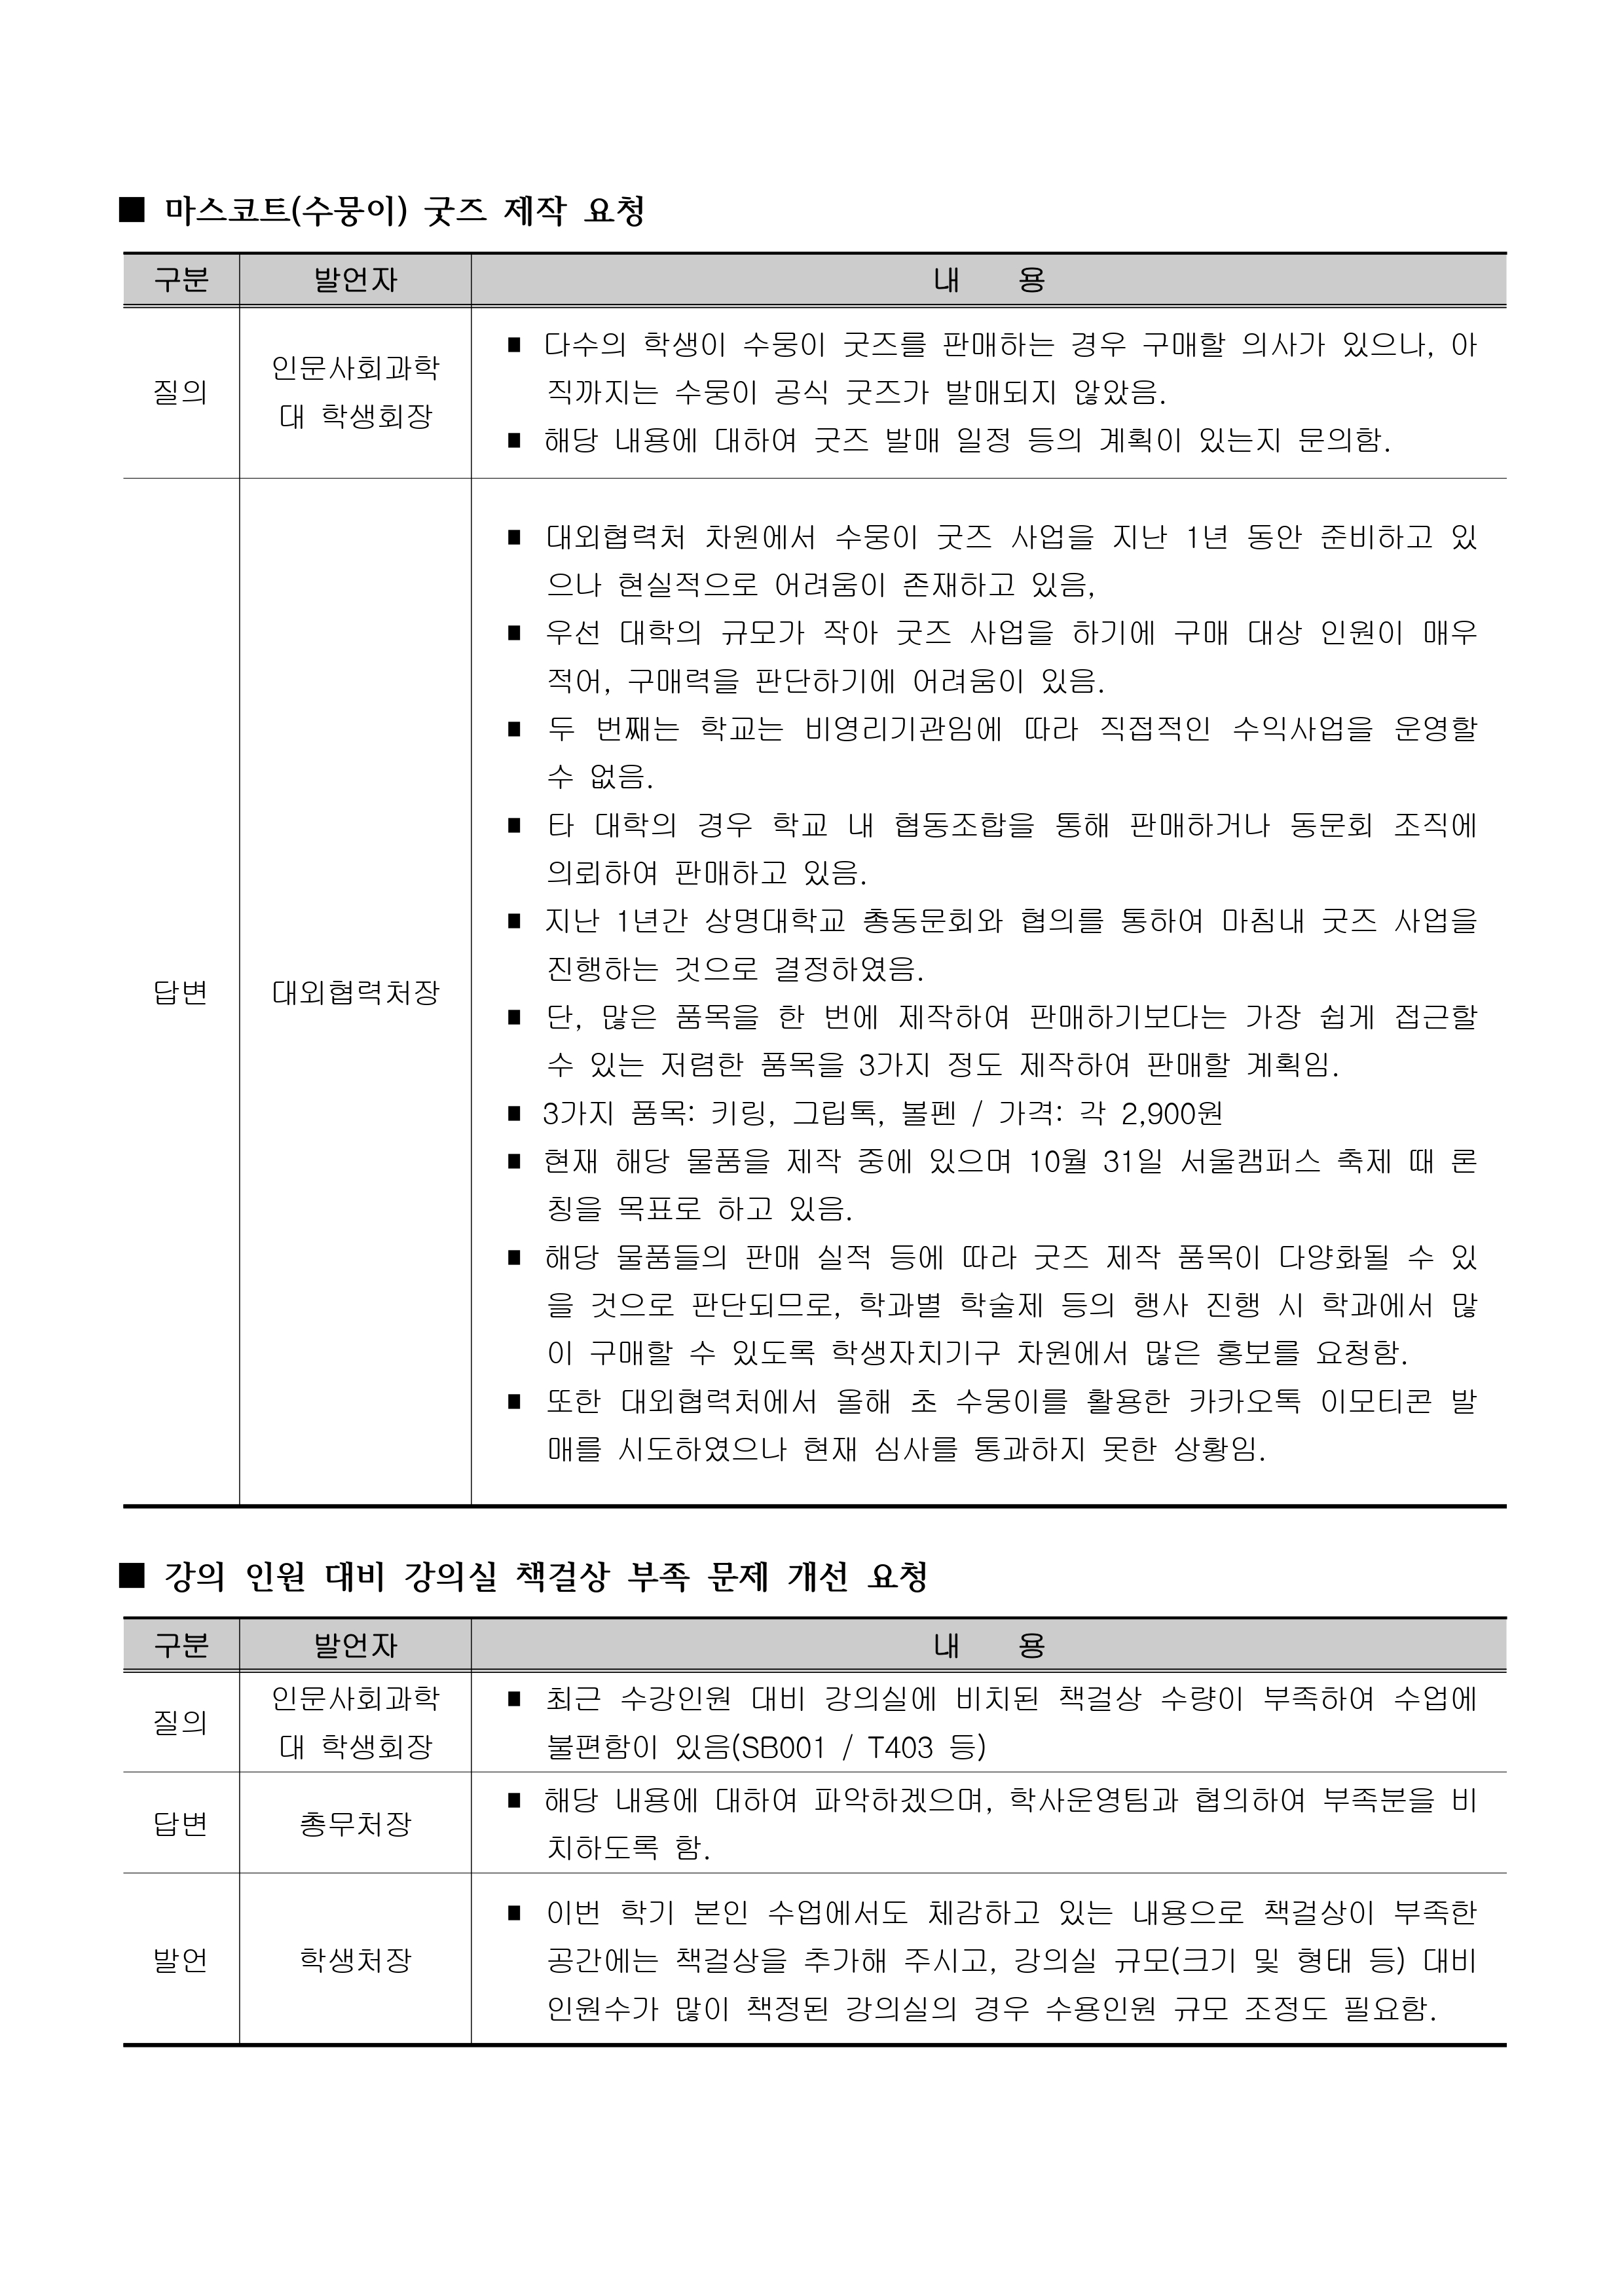 ■ 마스코트(수뭉이) 굿즈 제작 요청
구분 발언자 내 용
질의
인문사회과학
대 학생회장
■ 다수의 학생이 수뭉이 굿즈를 판매하는 경우 구매할 의사가 있으나, 아
직까지는 수뭉이 공식 굿즈가 발매되지 않았음.
■ 해당 내용에 대하여 굿즈 발매 일정 등의 계획이 있는지 문의함.
답변
대외협력처장
■ 대외협력처 차원에서 수뭉이 굿즈 사업을 지난 1년 동안 준비하고 있
으나 현실적으로 어려움이 존재하고 있음,
■ 우선 대학의 규모가 작아 굿즈 사업을 하기에 구매 대상 인원이 매우
적어, 구매력을 판단하기에 어려움이 있음.
■ 두 번째는 학교는 비영리기관임에 따라 직접적인 수익사업을 운영할
수 없음.
■ 타 대학의 경우 학교 내 협동조합을 통해 판매하거나 동문회 조직에
의뢰하여 판매하고 있음.
■ 지난 1년간 상명대학교 총동문회와 협의를 통하여 마침내 굿즈 사업을
진행하는 것으로 결정하였음.
■ 단, 많은 품목을 한 번에 제작하여 판매하기보다는 가장 쉽게 접근할
수 있는 저렴한 품목을 3가지 정도 제작하여 판매할 계획임.
■ 3가지 품목: 키링, 그립톡, 볼펜 / 가격: 각 2,900원
■ 현재 해당 물품을 제작 중에 있으며 10월 31일 서울캠퍼스 축제 때 론
칭을 목표로 하고 있음.
■ 해당 물품들의 판매 실적 등에 따라 굿즈 제작 품목이 다양화될 수 있
을 것으로 판단되므로, 학과별 학술제 등의 행사 진행 시 학과에서 많
이 구매할 수 있도록 학생자치기구 차원에서 많은 홍보를 요청함.
■ 또한 대외협력처에서 올해 초 수뭉이를 활용한 카카오톡 이모티콘 발
매를 시도하였으나 현재 심사를 통과하지 못한 상황임.
■ 강의 인원 대비 강의실 책걸상 부족 문제 개선 요청
구분 발언자 내 용
질의
인문사회과학
대 학생회장
■ 최근 수강인원 대비 강의실에 비치된 책걸상 수량이 부족하여 수업에
불편함이 있음(SB001 / T403 등)
답변
총무처장
■ 해당 내용에 대하여 파악하겠으며, 학사운영팀과 협의하여 부족분을 비
치하도록 함.
발언
학생처장
■ 이번 학기 본인 수업에서도 체감하고 있는 내용으로 책걸상이 부족한
공간에는 책걸상을 추가해 주시고, 강의실 규모(크기 및 형태 등) 대비
인원수가 많이 책정된 강의실의 경우 수용인원 규모 조정도 필요함.